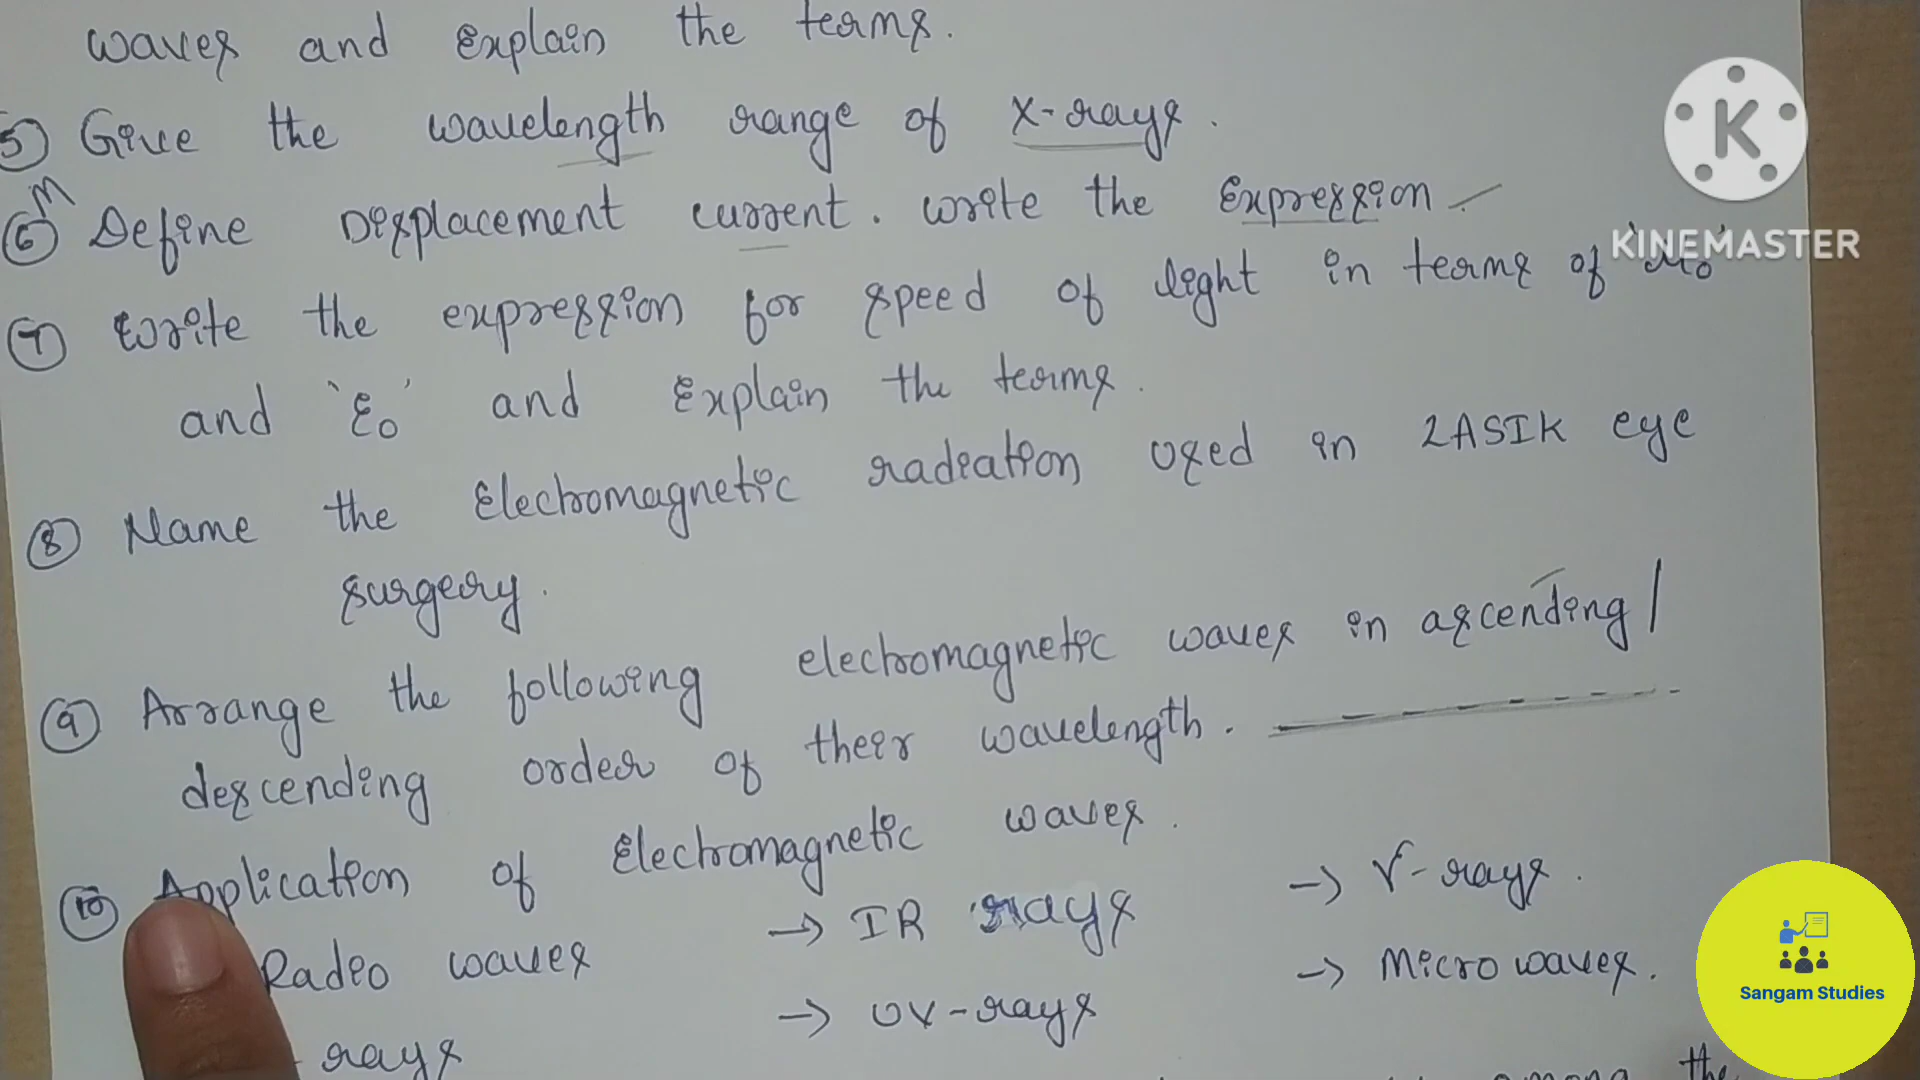 waves and Explain the terms.
5 Give the wavelength range of X-rays.
M
6 Define Displacement current. Write the Expression
7 Write the expression for speed of light in terms of 'μ₀'
and 'ε₀' and Explain the terms.
8 Name the Electromagnetic radiation used in LASIK eye
surgery.
9 Arrange the following electromagnetic waves in ascending/
descending order of their wavelength.
10 Application of Electromagnetic waves.
Radio waves → IR rays → γ-rays.
- rays → UV-rays → Micro waves.
among the
KINEMASTER
Sangam Studies